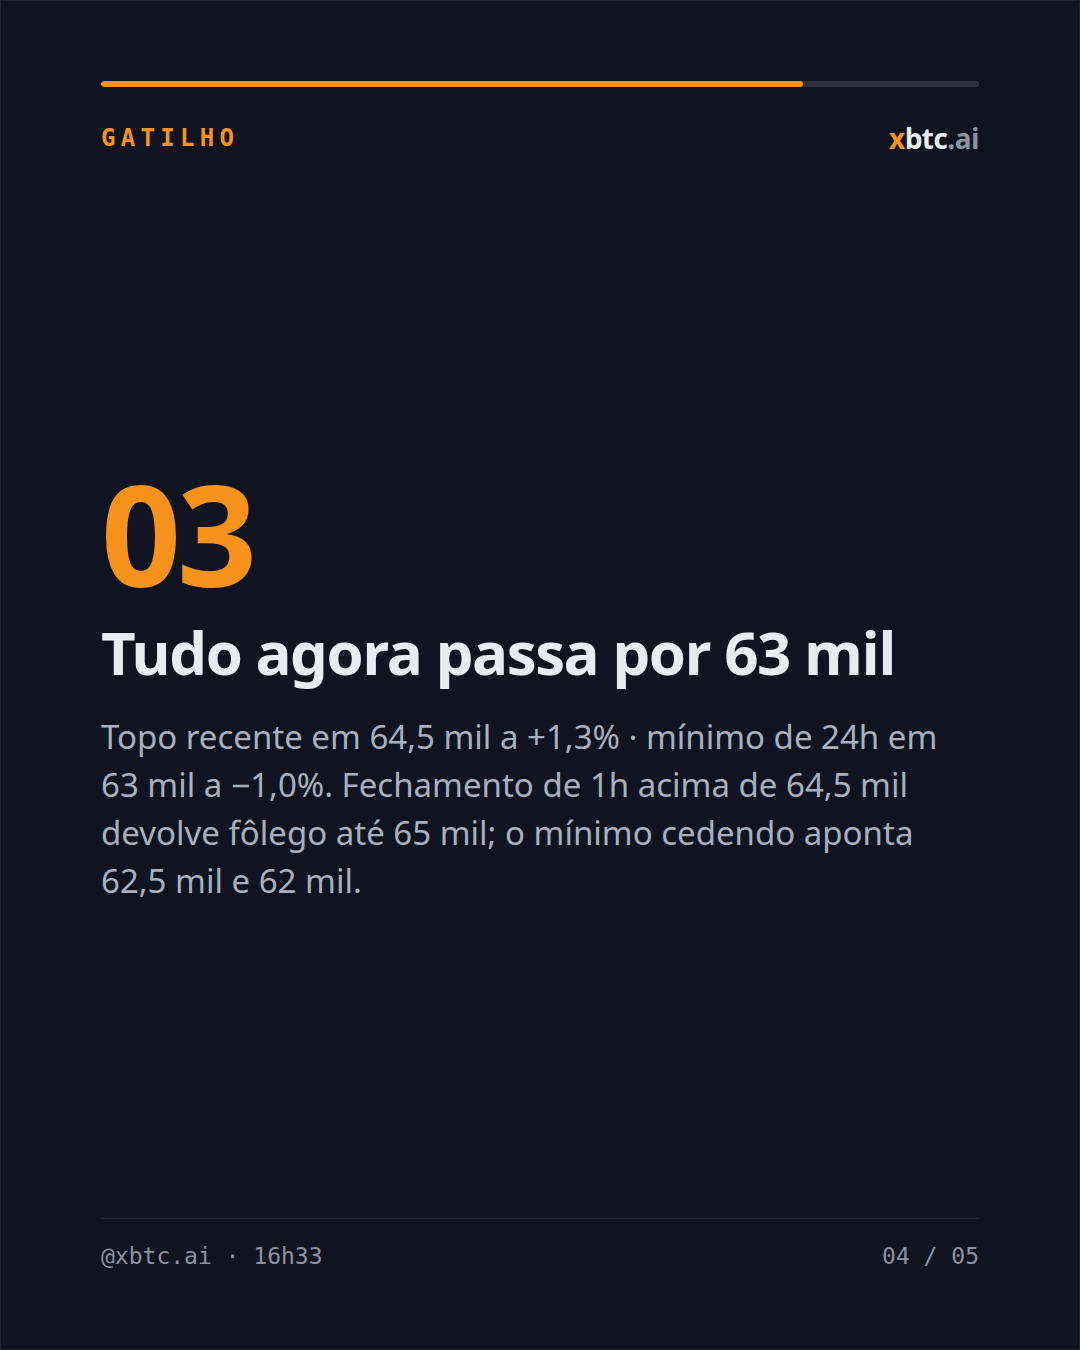 GATILHO
xbtc.ai
03
Tudo agora passa por 63 mil
Topo recente em 64,5 mil a +1,3% · mínimo de 24h em
63 mil a −1,0%. Fechamento de 1h acima de 64,5 mil
devolve fôlego até 65 mil; o mínimo cedendo aponta
62,5 mil e 62 mil.
@xbtc.ai · 16h33
04 / 05